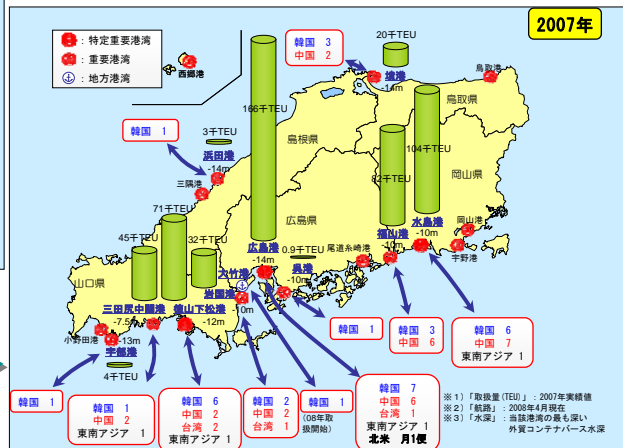 2007年
：特定重要港湾
：重要港湾
：地方港湾
西郷港
韓国 3
中国 2
20千TEU
境港
-14m
鳥取港
鳥取県
166千TEU
3千TEU
浜田港
-14m
韓国 1
三隅港
島根県
104千TEU
82千TEU
岡山県
71千TEU
45千TEU
32千TEU
広島県
広島港
-14m
0.9千TEU
呉港
-10m
尾道糸崎港
福山港
-10m
水島港
-10m
岡山港
宇野港
山口県
大竹港
岩国港
-10m
三田尻中関港
-7.5m
徳山下松港
-12m
小野田港
-13m
宇部港
4千TEU
韓国 1
韓国 3
中国 6
韓国 6
中国 7
東南アジア 1
韓国 1
韓国 1
中国 2
東南アジア 1
韓国 6
中国 2
台湾 2
東南アジア 1
韓国 2
中国 2
台湾 1
韓国 1
(08年取扱開始)
韓国 7
中国 6
台湾 1
東南アジア 1
北米 月1便
※1）「取扱量(TEU)」：2007年実績値
※2）「航路」：2008年4月現在
※3）「水深」：当該港湾の最も深い
外貿コンテナバース水深